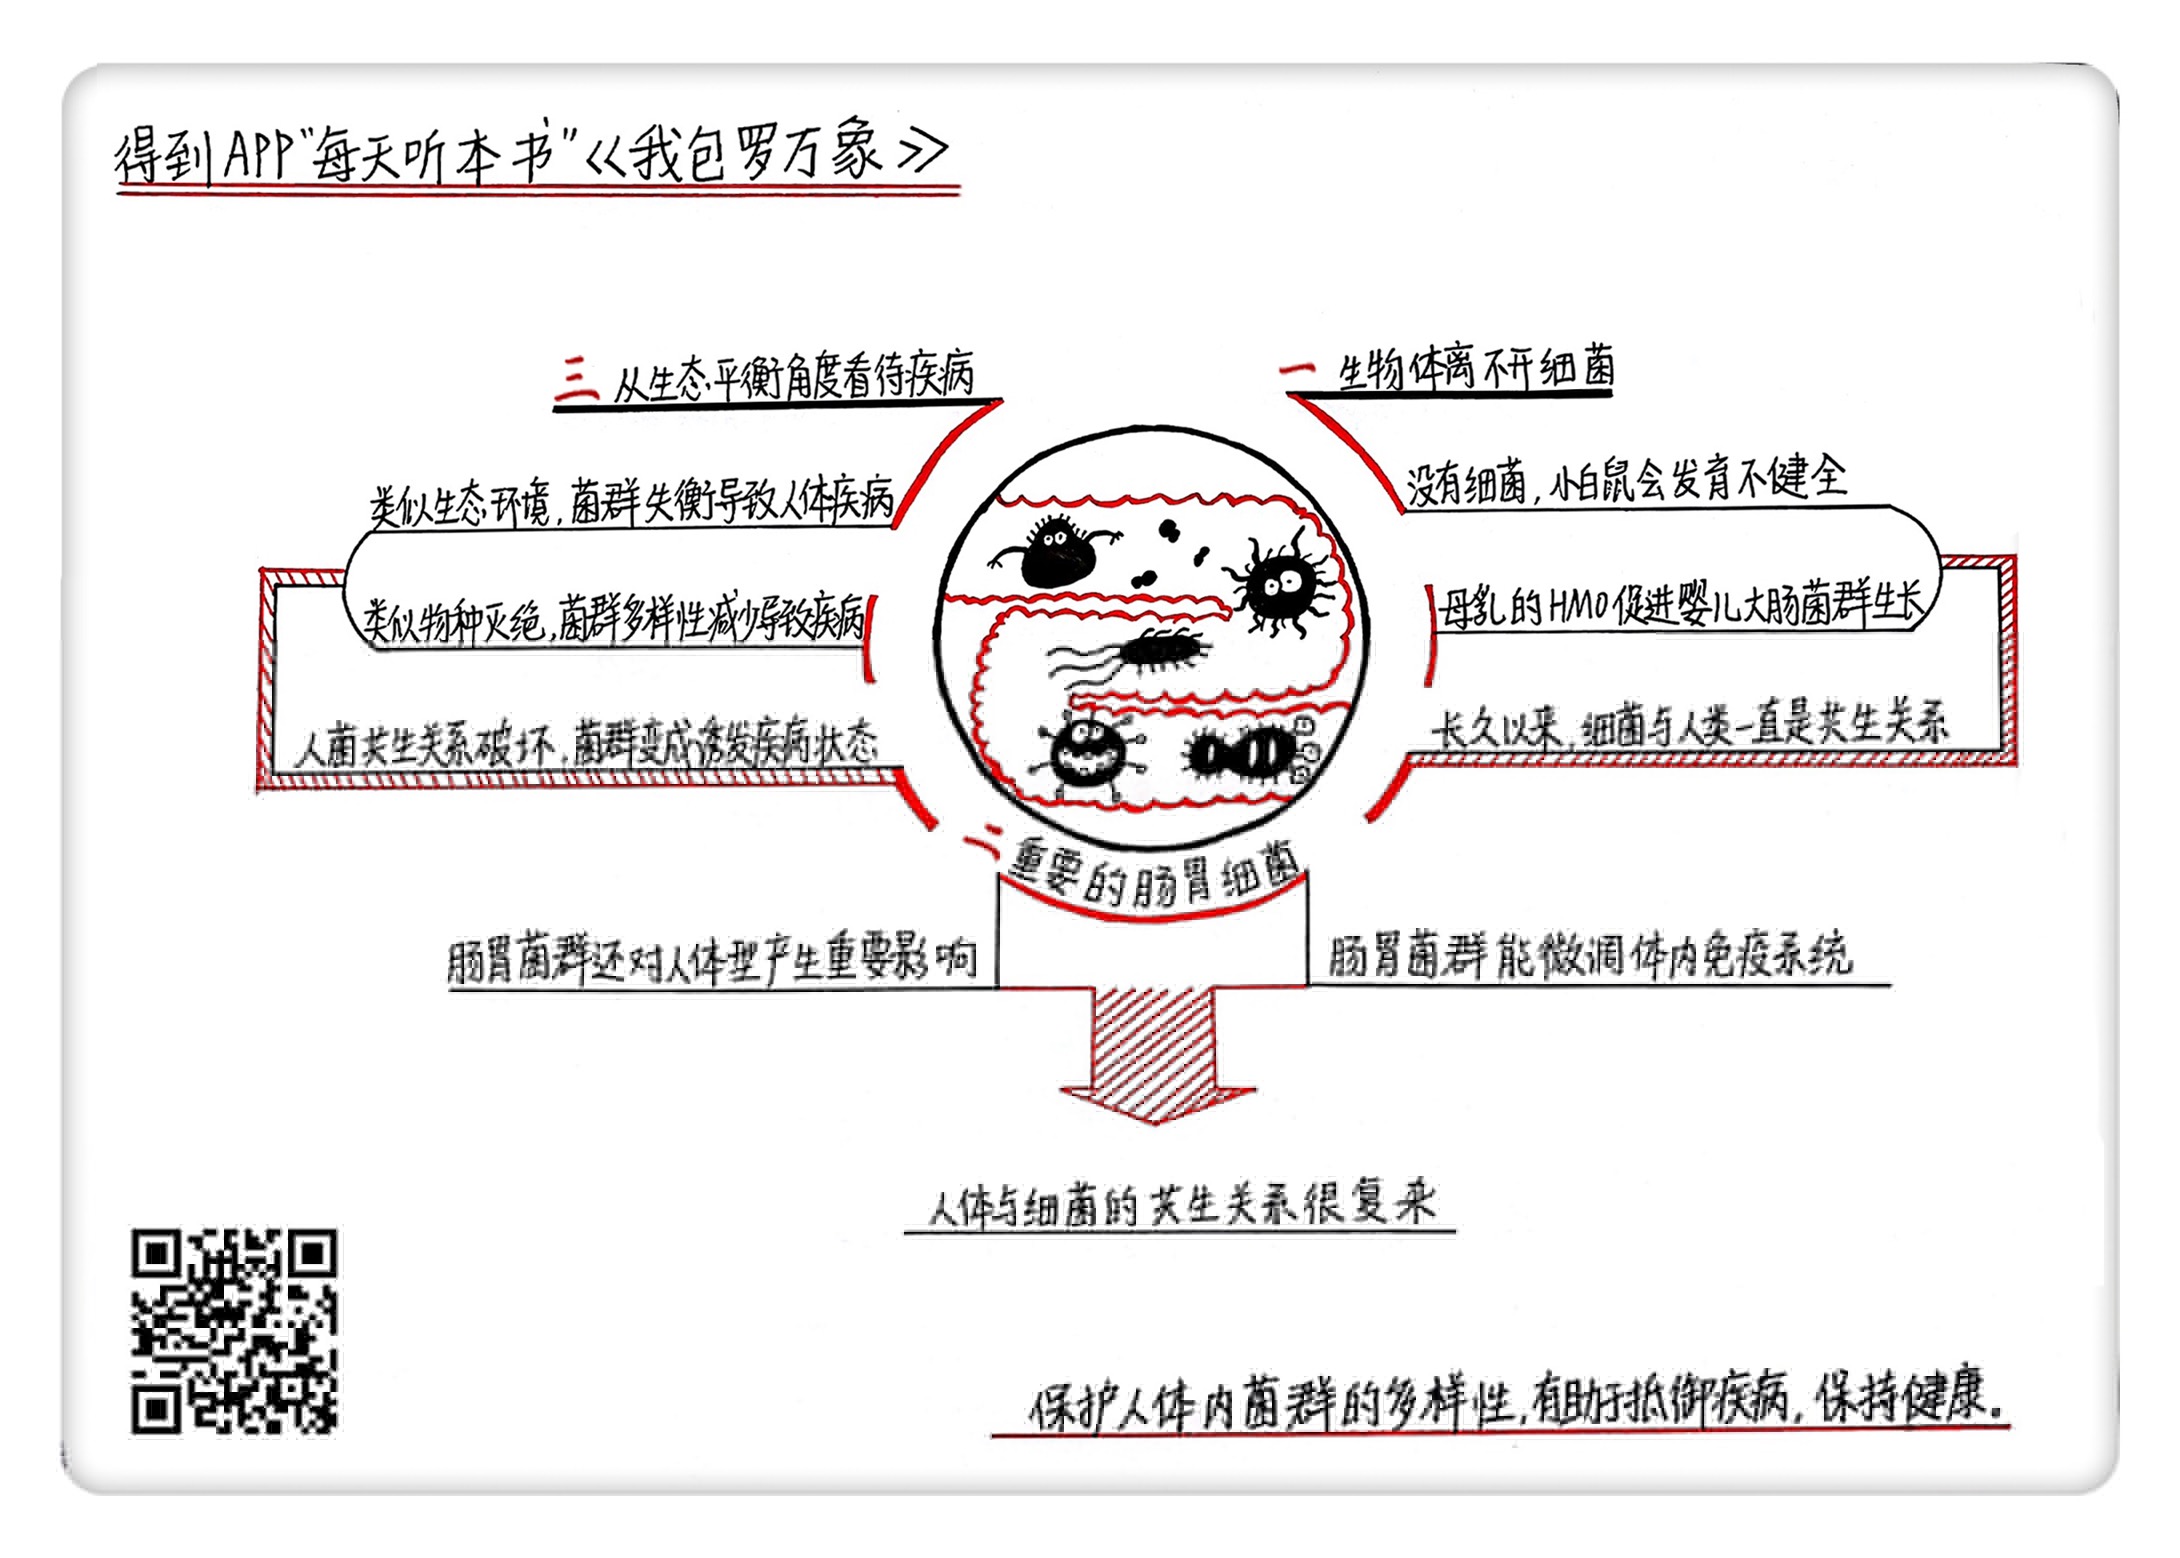 得到APP"每天听本书"<<我包罗万象>>
一 生物体离不开细菌
没有细菌，小白鼠会发育不健全
母乳的HMO促进婴儿大肠菌群生长
长久以来，细菌与人类一直是共生关系
二 重要的肠胃细菌
肠胃菌群能微调体内免疫系统
肠胃菌群还对人体型产生重要影响
人体与细菌的共生关系很复杂
三 从生态平衡角度看待疾病
类似生态环境，菌群失衡导致人体疾病
类似物种灭绝，菌群多样性减少导致疾病
人菌共生关系破坏，菌群变成诱发疾病状态
保护人体内菌群的多样性，有助于抵御疾病，保持健康。